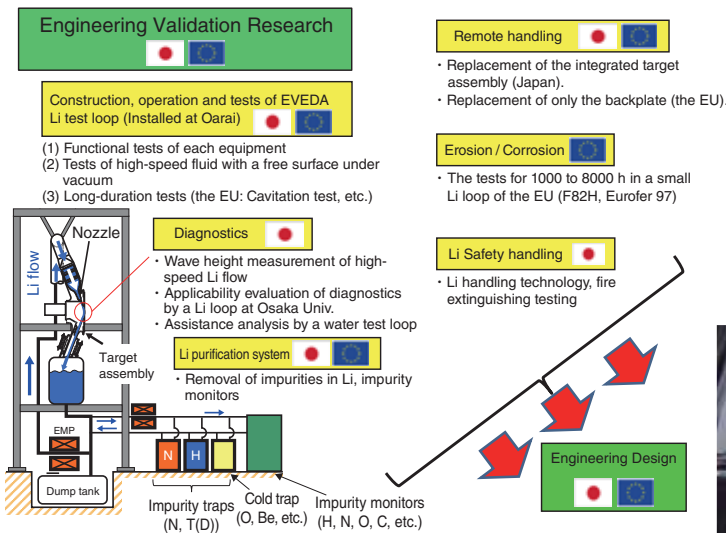 Engineering Validation Research
Construction, operation and tests of EVEDA
Li test loop (Installed at Oarai)
(1) Functional tests of each equipment
(2) Tests of high-speed fluid with a free surface under
vacuum
(3) Long-duration tests (the EU: Cavitation test, etc.)
Nozzle
Li flow
Target
assembly
EMP
Dump tank
Diagnostics
・Wave height measurement of high-
speed Li flow
・Applicability evaluation of diagnostics
by a Li loop at Osaka Univ.
・Assistance analysis by a water test loop
Li purification system
・Removal of impurities in Li, impurity
monitors
N
H
Impurity traps
(N, T(D))
Cold trap
(O, Be, etc.)
Impurity monitors
(H, N, O, C, etc.)
Remote handling
・Replacement of the integrated target
assembly (Japan).
・Replacement of only the backplate (the EU).
Erosion / Corrosion
・The tests for 1000 to 8000 h in a small
Li loop of the EU (F82H, Eurofer 97)
Li Safety handling
・Li handling technology, fire
extinguishing testing
Engineering Design